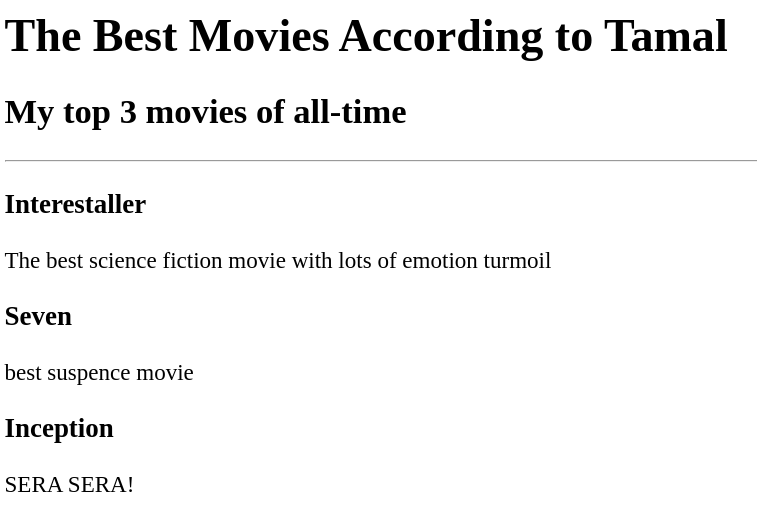 The Best Movies According to Tamal
My top 3 movies of all-time
Interestaller
The best science fiction movie with lots of emotion turmoil
Seven
best suspence movie
Inception
SERA SERA!